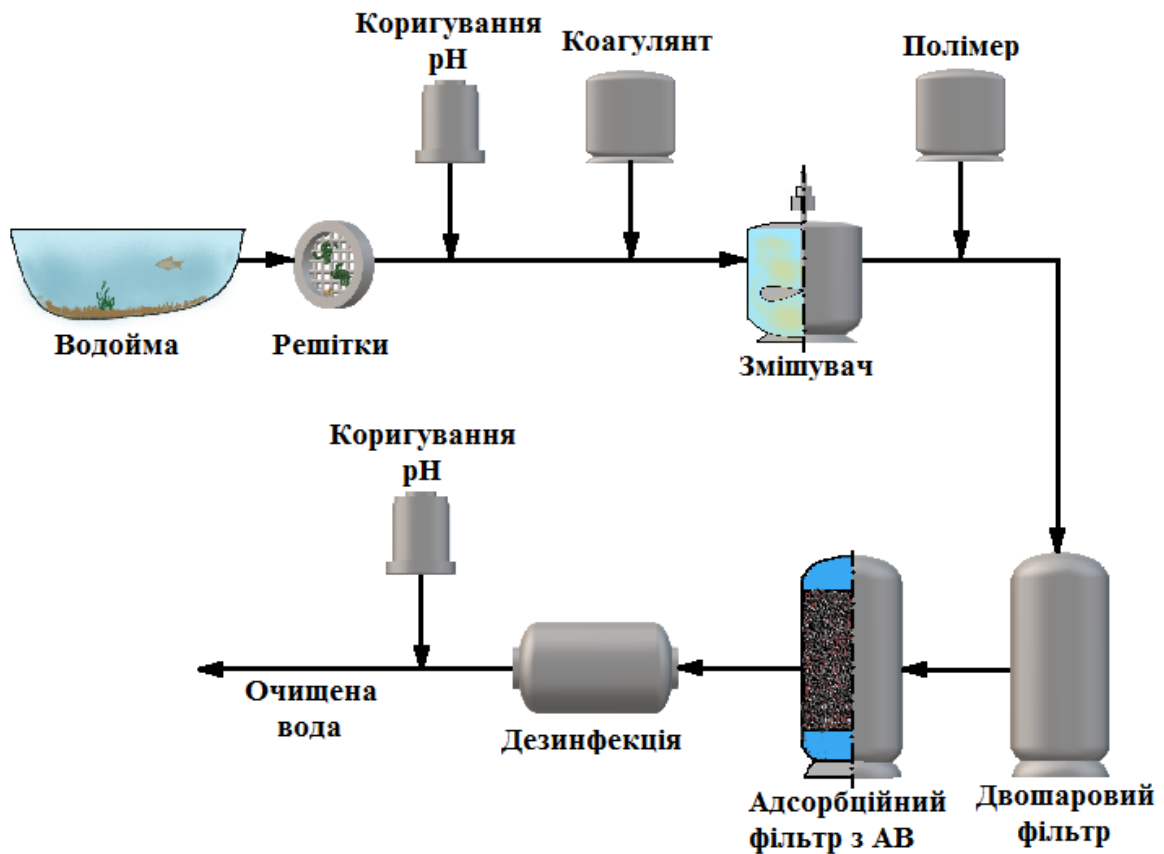 Коригування
pH
Коагулянт
Полімер
Водойма
Решітки
Змішувач
Коригування
pH
Очищена
вода
Дезинфекція
Адсорбційний
фільтр з АВ
Двошаровий
фільтр